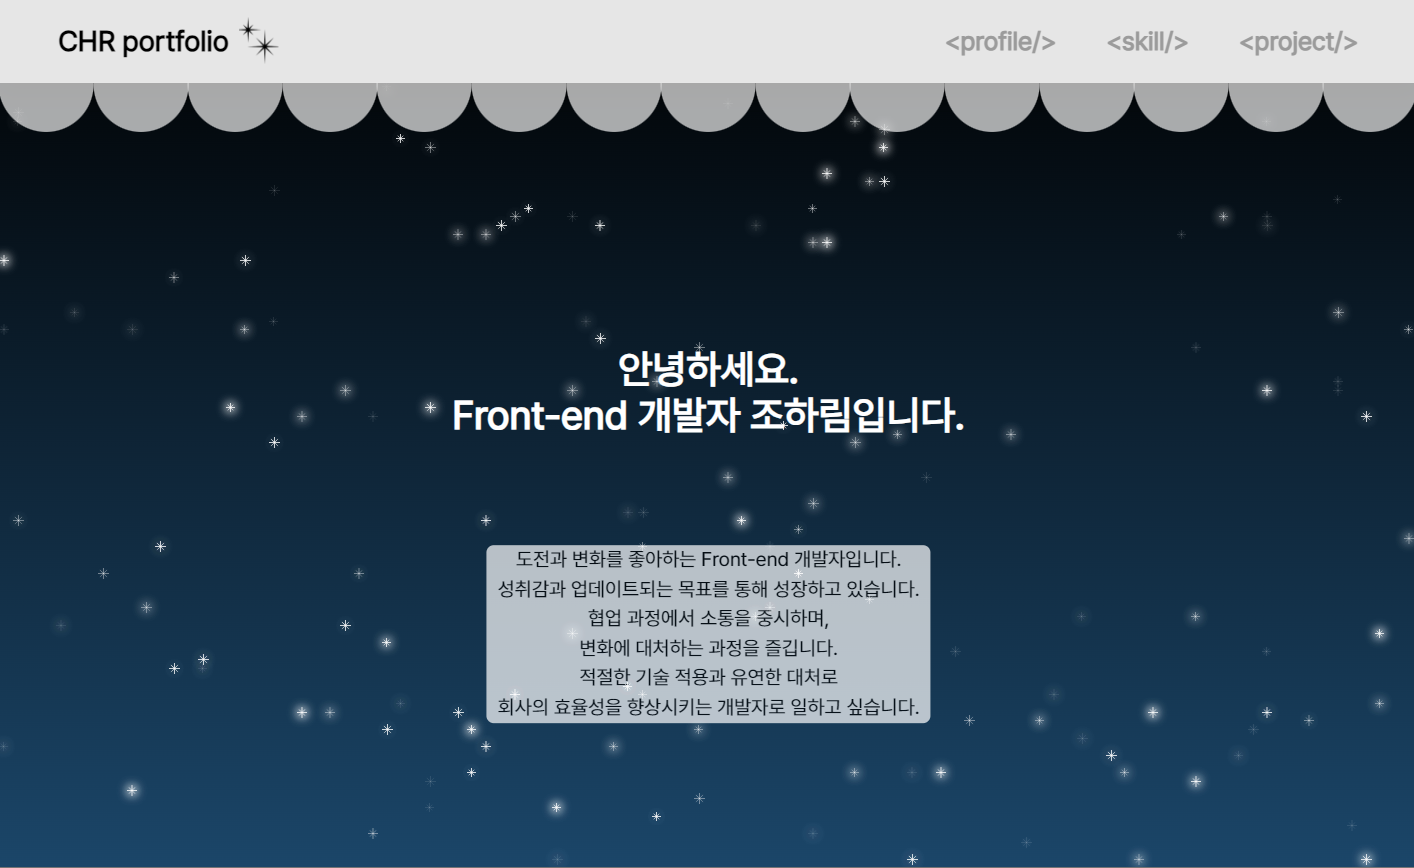 CHR portfolio
<profile/> <skill/> <project/>
안녕하세요.
Front-end 개발자 조하림입니다.
도전과 변화를 좋아하는 Front-end 개발자입니다.
성취감과 업데이트되는 목표를 통해 성장하고 있습니다.
협업 과정에서 소통을 중시하며,
변화에 대처하는 과정을 즐깁니다.
적절한 기술 적용과 유연한 대처로
회사의 효율성을 향상시키는 개발자로 일하고 싶습니다.